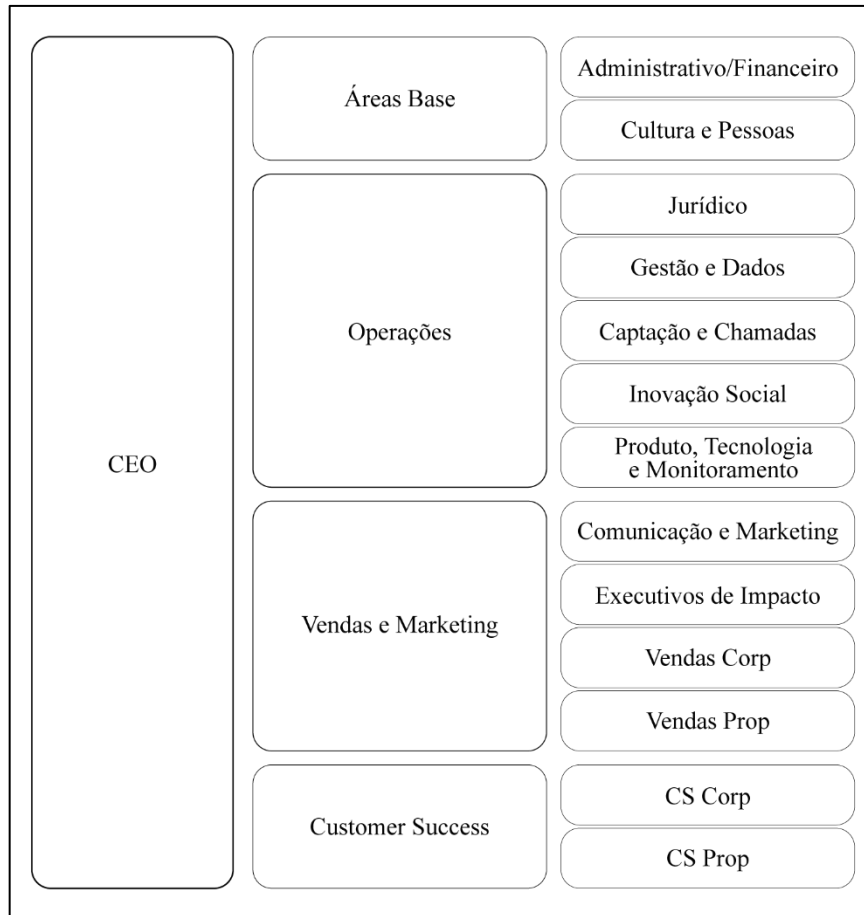 CEO
Áreas Base
Administrativo/Financeiro
Cultura e Pessoas
Operações
Jurídico
Gestão e Dados
Captação e Chamadas
Inovação Social
Produto, Tecnologia
e Monitoramento
Vendas e Marketing
Comunicação e Marketing
Executivos de Impacto
Vendas Corp
Vendas Prop
Customer Success
CS Corp
CS Prop